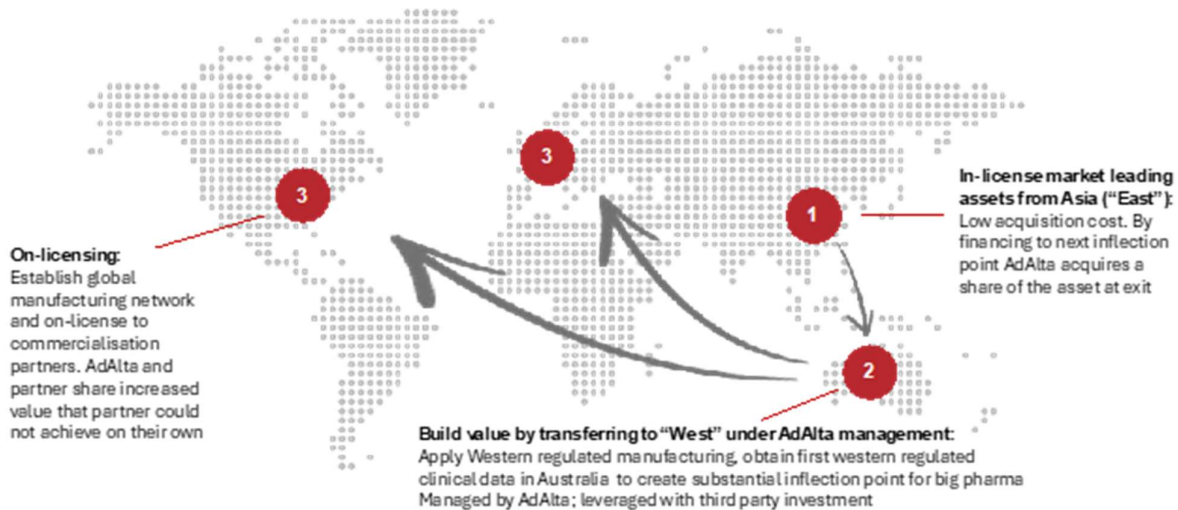 3
3
1
In-license market leading
assets from Asia (“East”):
Low acquisition cost. By
financing to next inflection
point AdAlta acquires a
share of the asset at exit
On-licensing:
Establish global
manufacturing network
and on-license to
commercialisation
partners. AdAlta and
partner share increased
value that partner could
not achieve on their own
2
Build value by transferring to “West” under AdAlta management:
Apply Western regulated manufacturing, obtain first western regulated
clinical data in Australia to create substantial inflection point for big pharma
Managed by AdAlta; leveraged with third party investment